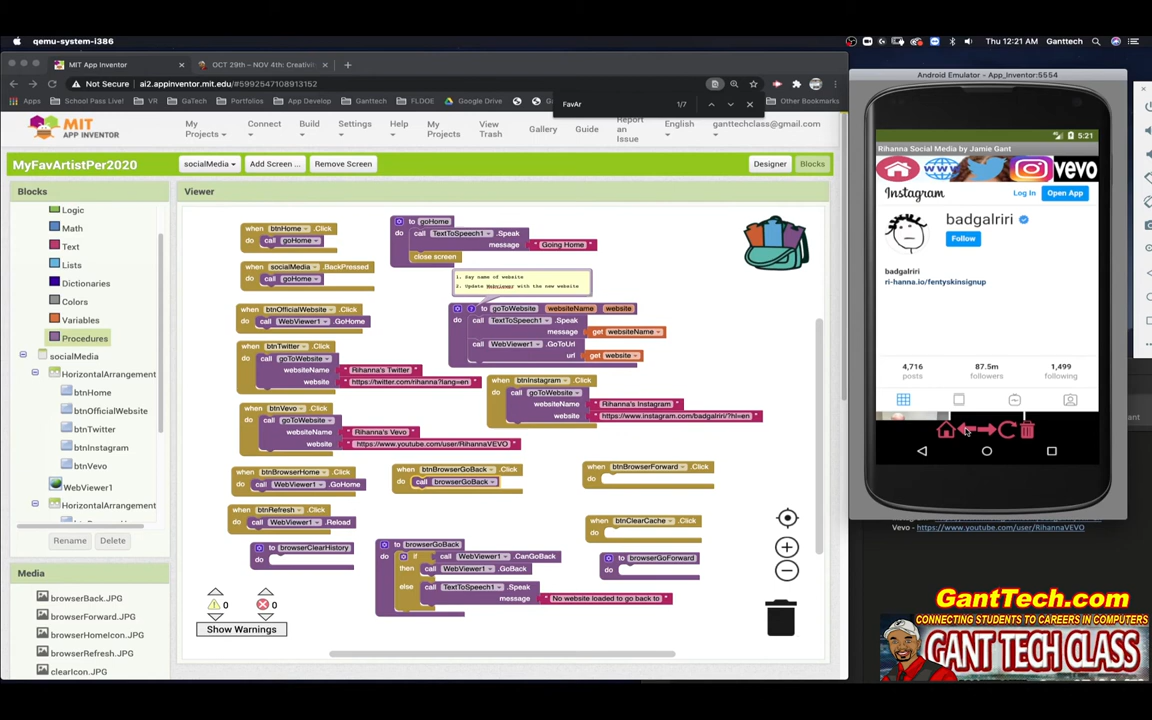 qemu-system-i386
Thu 12:21 AM Ganttech
MIT App Inventor
OCT 29th – NOV 4th: Creativi
Not Secure
ai2.appinventor.mit.edu/#5992547108913152
Apps
School Pass Live!
VR
GaTech
Portfolios
App Develop
Ganttech
FLDOE
Google Drive
Other Bookmarks
FavAr
1/7
MIT
APP INVENTOR
My Projects
Connect
Build
Settings
Help
My Projects
View Trash
Gallery
Guide
Report an Issue
English
ganttechclass@gmail.com
MyFavArtistPer2020
socialMedia
Add Screen ...
Remove Screen
Designer
Blocks
Blocks
Viewer
Logic
Math
Text
Lists
Dictionaries
Colors
Variables
Procedures
socialMedia
HorizontalArrangement
btnHome
btnOfficialWebsite
btnTwitter
btnInstagram
btnVevo
WebViewer1
HorizontalArrangement
Rename
Delete
Media
browserBack.JPG
browserForward.JPG
browserHomeIcon.JPG
browserRefresh.JPG
clearIcon.JPG
when btnHome .Click
do call goHome
when socialMedia .BackPressed
do call goHome
to goHome
do call TextToSpeech1 .Speak
message Going Home
close screen
1. Say name of website
2. Update Webviewer with the new website
when btnOfficialWebsite .Click
do call WebViewer1 .GoHome
to goToWebsite websiteName website
do call TextToSpeech1 .Speak
message get websiteName
call WebViewer1 .GoToUrl
url get website
when btnTwitter .Click
do call goToWebsite
websiteName Rihanna's Twitter
website https://twitter.com/rihanna?lang=en
when btnInstagram .Click
do call goToWebsite
websiteName Rihanna's Instagram
website https://www.instagram.com/badgalriri/?hl=en
when btnVevo .Click
do call goToWebsite
websiteName Rihanna's Vevo
website https://www.youtube.com/user/RihannaVEVO
when btnBrowserHome .Click
do call WebViewer1 .GoHome
when btnBrowserGoBack .Click
do call browserGoBack
when btnBrowserForward .Click
do
when btnRefresh .Click
do call WebViewer1 .Reload
when btnClearCache .Click
do
to browserClearHistory
do
to browserGoBack
do if call WebViewer1 .CanGoBack
then call WebViewer1 .GoBack
else call TextToSpeech1 .Speak
message No website loaded to go back to
to browserGoForward
do
0
0
Show Warnings
Android Emulator - App_Inventor:5554
5:21
Rihanna Social Media by Jamie Gant
www
vevo
Instagram
Log In
Open App
badgalriri
Follow
badgalriri
ri-hanna.io/fentyskinsignup
4,716
posts
87.5m
followers
1,499
following
Vevo - https://www.youtube.com/user/RihannaVEVO
GanttTech.com
CONNECTING STUDENTS TO CAREERS IN COMPUTERS
GANT TECH CLASS